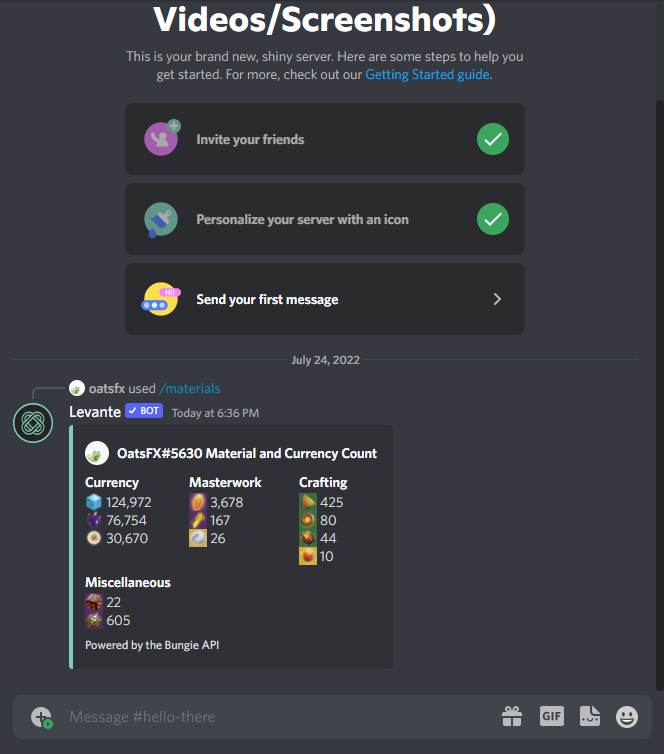 Videos/Screenshots)
This is your brand new, shiny server. Here are some steps to help you
get started. For more, check out our Getting Started guide.
Invite your friends
Personalize your server with an icon
Hi!
Send your first message
July 24, 2022
oatsfx used /materials
Levante BOT Today at 6:36 PM
OatsFX#5630 Material and Currency Count
Currency Masterwork Crafting
124,972 3,678 425
76,754 167 80
30,670 26 44
10
Miscellaneous
22
605
Powered by the Bungie API
Message #hello-there GIF